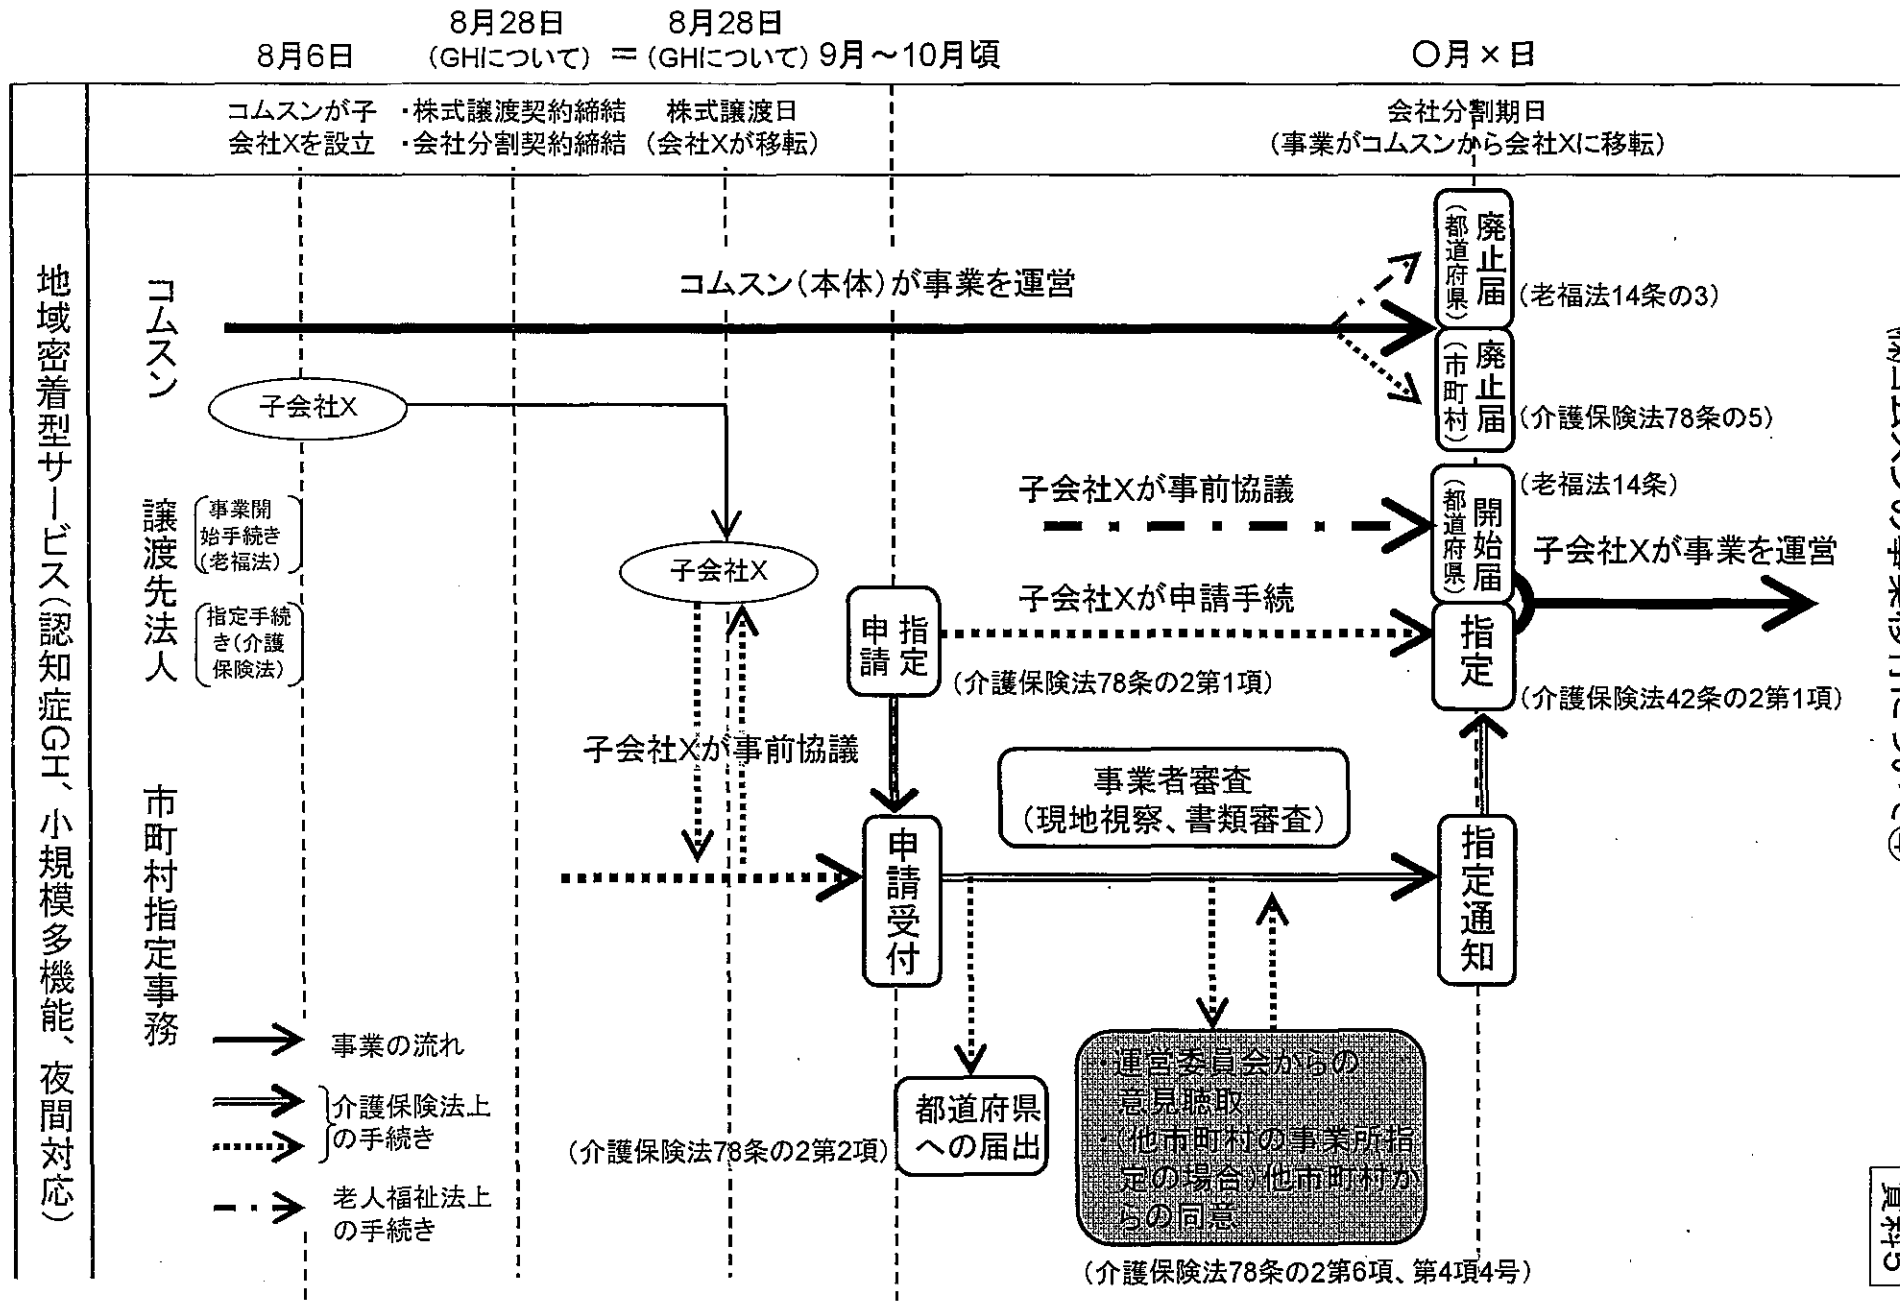 8月6日
8月28日
(GHについて)
＝
8月28日
(GHについて)
9月～10月頃
〇月×日
コムスンが子
会社Xを設立
・株式譲渡契約締結
・会社分割契約締結
株式譲渡日
(会社Xが移転)
会社分割期日
(事業がコムスンから会社Xに移転)
地域密着型サービス(認知症GH、小規模多機能、夜間対応)
コムスン
コムスン(本体)が事業を運営
廃止届
(都道府県)
(老福法14条の3)
廃止届
(市町村)
(介護保険法78条の5)
子会社X
譲渡先法人
事業開
始手続き
(老福法)
指定手続
き(介護
保険法)
子会社X
子会社Xが事前協議
開始届
(都道府県)
(老福法14条)
子会社Xが事業を運営
指定
申請
子会社Xが申請手続
(介護保険法78条の2第1項)
指定
(介護保険法42条の2第1項)
子会社Xが事前協議
市町村指定事務
事業者審査
(現地視察、書類審査)
申請受付
指定通知
都道府県
への届出
(介護保険法78条の2第2項)
・運営委員会からの
意見聴取
・(他市町村の事業所指
定の場合)他市町村か
らの同意
(介護保険法78条の2第6項、第4項4号)
事業の流れ
介護保険法上
の手続き
老人福祉法上
の手続き
資料5